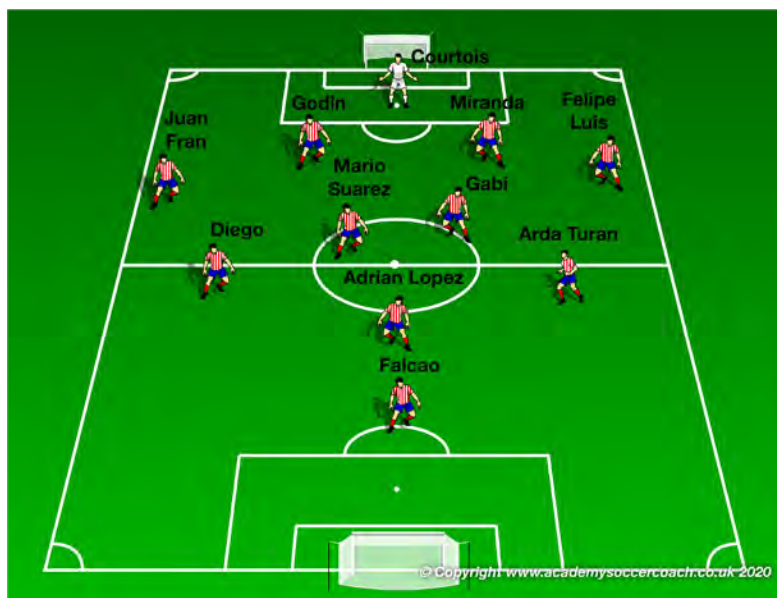 Courtois
Godin
Miranda
Felipe
Luis
Juan
Fran
Mario
Suarez
Gabi
Diego
Arda Turan
Adrian Lopez
Falcao
© Copyright www.academysoccercoach.co.uk 2020